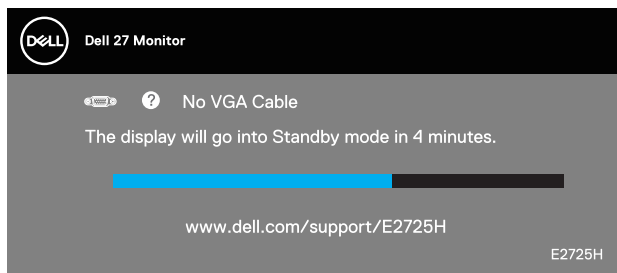 DELL
Dell 27 Monitor
? No VGA Cable
The display will go into Standby mode in 4 minutes.
www.dell.com/support/E2725H
E2725H